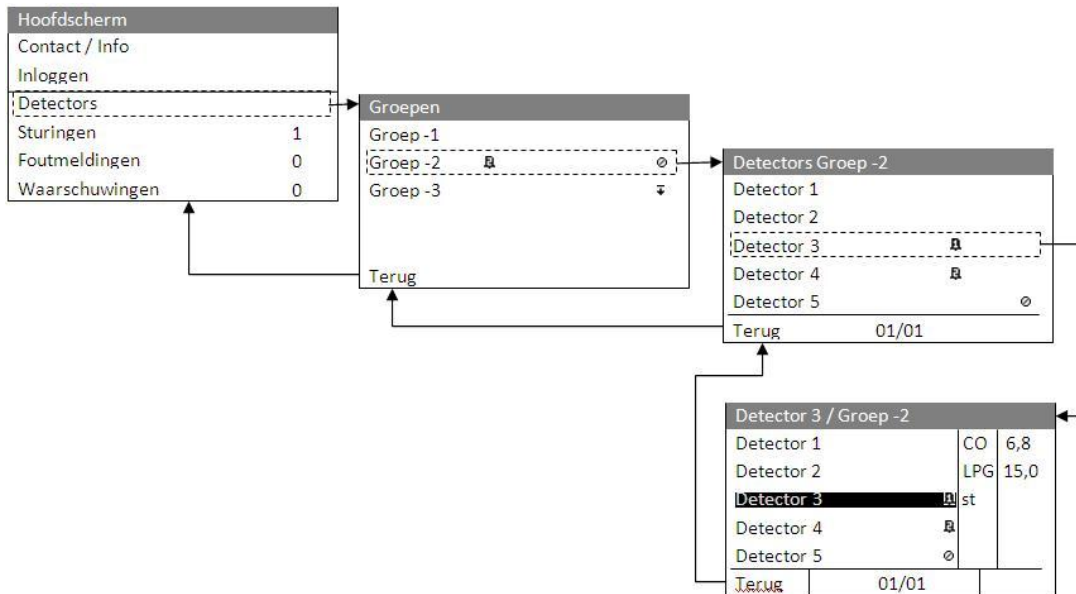 Hoofdscherm
Contact / Info
Inloggen
Detectors
Sturingen 1
Foutmeldingen 0
Waarschuwingen 0
Groepen
Groep -1
Groep -2
Groep -3
Terug
Detectors Groep -2
Detector 1
Detector 2
Detector 3
Detector 4
Detector 5
Terug 01/01
Detector 3 / Groep -2
Detector 1 CO 6,8
Detector 2 LPG 15,0
Detector 3 st
Detector 4
Detector 5
Terug 01/01